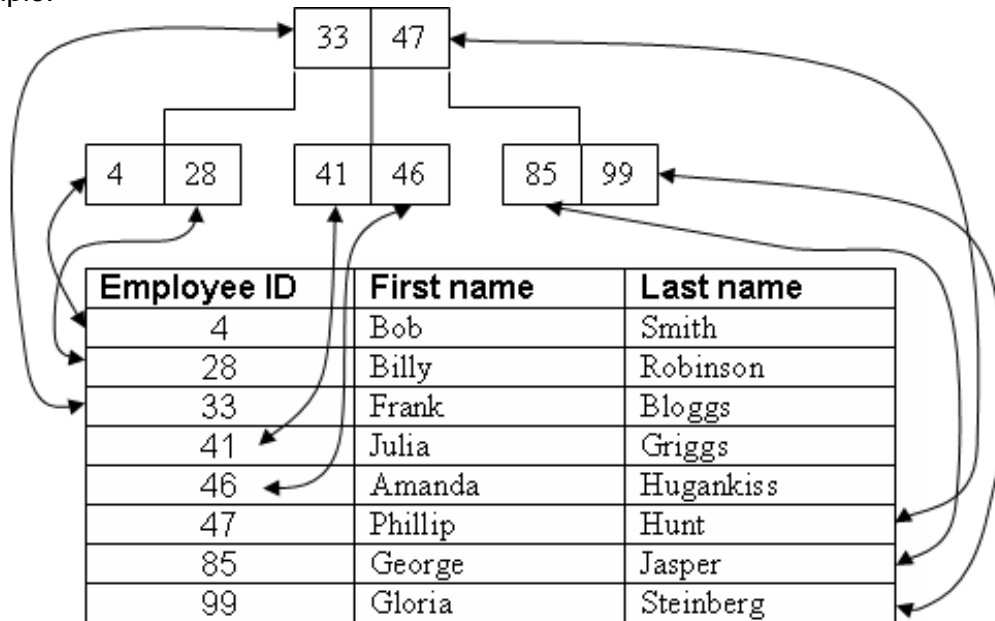 33 47
4 28 41 46 85 99
Employee ID First name Last name
4 Bob Smith
28 Billy Robinson
33 Frank Bloggs
41 Julia Griggs
46 Amanda Hugankiss
47 Phillip Hunt
85 George Jasper
99 Gloria Steinberg